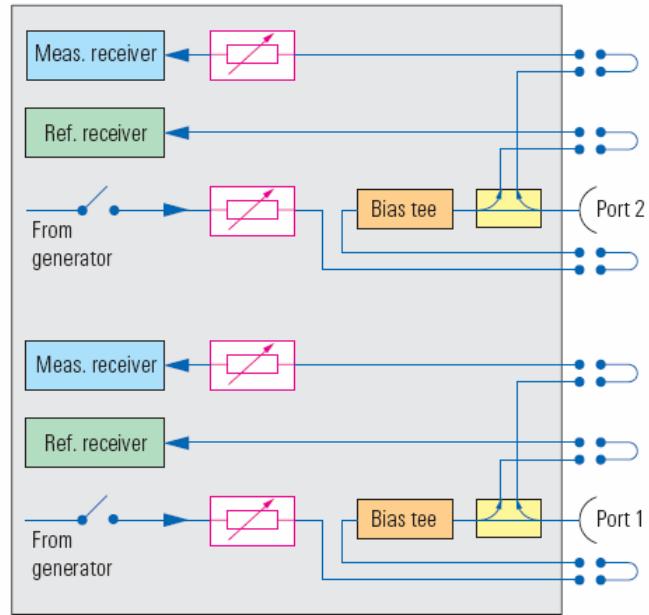 Meas. receiver
Ref. receiver
Bias tee
Port 2
From
generator
Meas. receiver
Ref. receiver
Bias tee
Port 1
From
generator